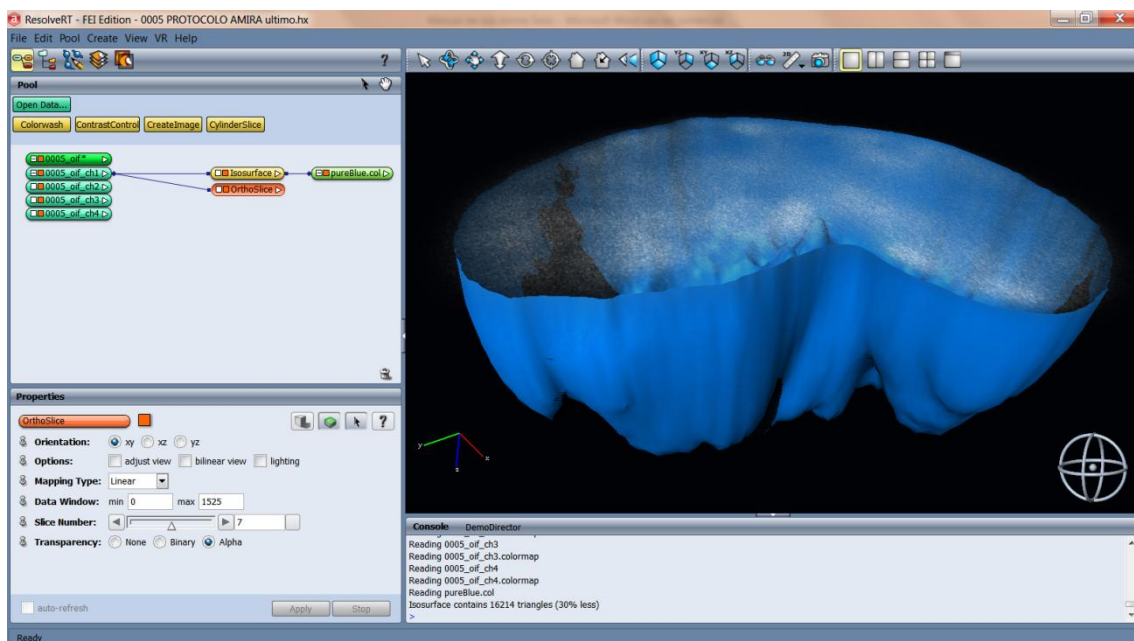 ResolveRT - FEI Edition - 0005 PROTOCOLO AMIRA ultimo.hx
File Edit Pool Create View VR Help
?
Pool
Open Data...
Colorwash ContrastControl CreateImage CylinderSlice
0005_oif*
0005_oif_ch1 Isosurface pureBlue.col
0005_oif_ch2 OrthoSlice
0005_oif_ch3
0005_oif_ch4
Properties
OrthoSlice ?
Orientation: xy xz yz
Options: adjust view bilinear view lighting
Mapping Type: Linear
Data Window: min 0 max 1525
Slice Number: 7
Transparency: None Binary Alpha
auto-refresh Apply Stop
Ready
2D
y
x
Console DemoDirector
Reading 0005_oif_ch3
Reading 0005_oif_ch3.colormap
Reading 0005_oif_ch4
Reading 0005_oif_ch4.colormap
Reading pureBlue.col
Isosurface contains 16214 triangles (30% less)
>